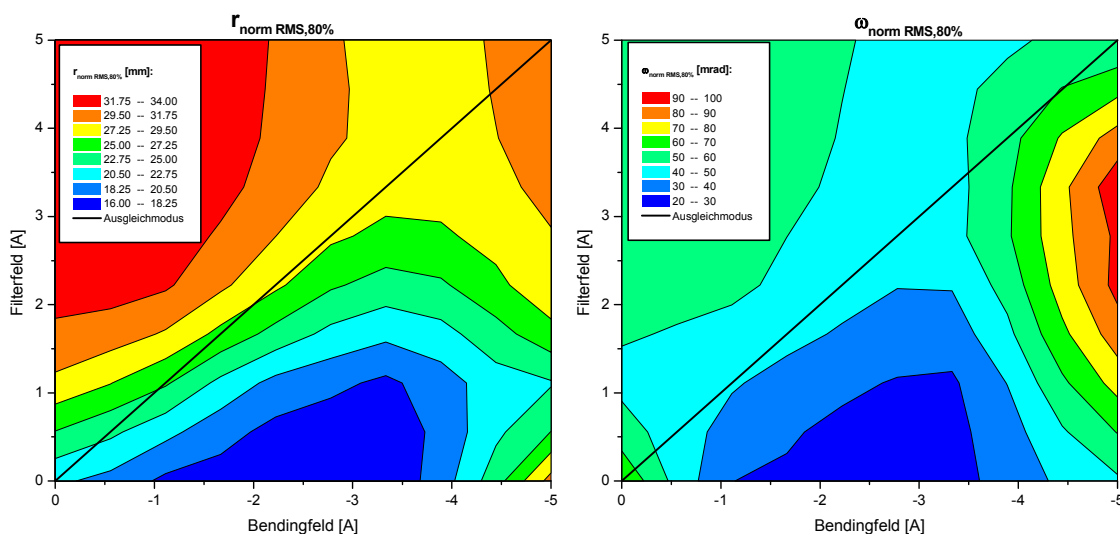 r norm RMS,80%
r norm RMS,80% [mm]:
31.75 -- 34.00
29.50 -- 31.75
27.25 -- 29.50
25.00 -- 27.25
22.75 -- 25.00
20.50 -- 22.75
18.25 -- 20.50
16.00 -- 18.25
Ausgleichmodus
5
4
3
2
1
0
Filterfeld [A]
0 -1 -2 -3 -4 -5
Bendingfeld [A]
ω norm RMS,80%
ω norm RMS,80% [mrad]:
90 -- 100
80 -- 90
70 -- 80
60 -- 70
50 -- 60
40 -- 50
30 -- 40
20 -- 30
Ausgleichmodus
5
4
3
2
1
0
Filterfeld [A]
0 -1 -2 -3 -4 -5
Bendingfeld [A]